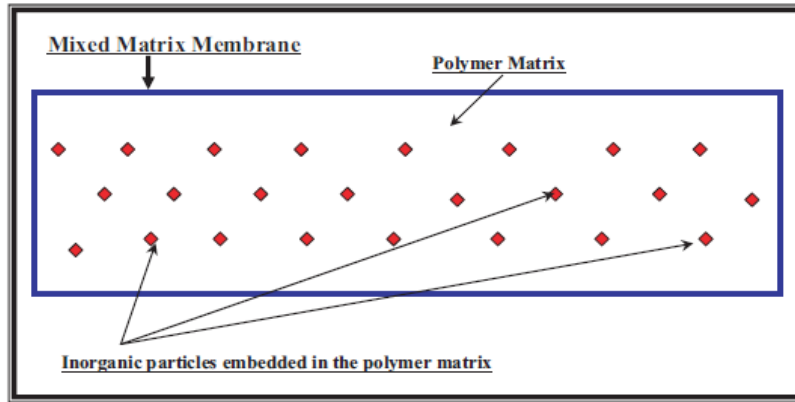 Mixed Matrix Membrane
Polymer Matrix
Inorganic particles embedded in the polymer matrix